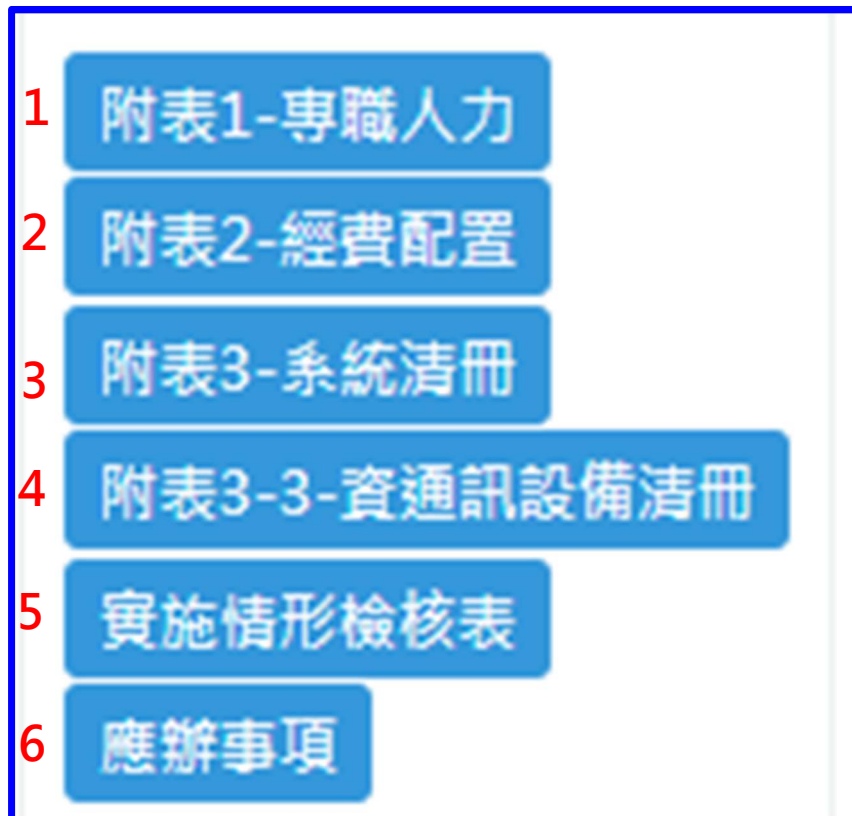 1 附表1-專職人力
2 附表2-經費配置
3 附表3-系統清冊
4 附表3-3-資通訊設備清冊
5 實施情形檢核表
6 應辦事項